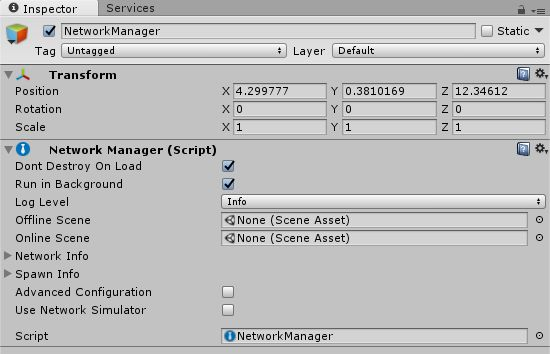 Inspector Services
NetworkManager Static
Tag Untagged Layer Default
Transform
Position X 4.299777 Y 0.3810169 Z 12.34612
Rotation X 0 Y 0 Z 0
Scale X 1 Y 1 Z 1
Network Manager (Script)
Dont Destroy On Load
Run in Background
Log Level Info
Offline Scene None (Scene Asset)
Online Scene None (Scene Asset)
Network Info
Spawn Info
Advanced Configuration
Use Network Simulator
Script NetworkManager